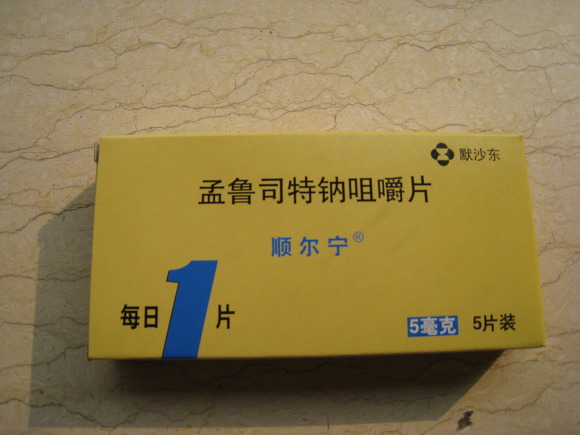 默沙东
孟鲁司特钠咀嚼片
顺尔宁®
每日1片
5毫克 5片装